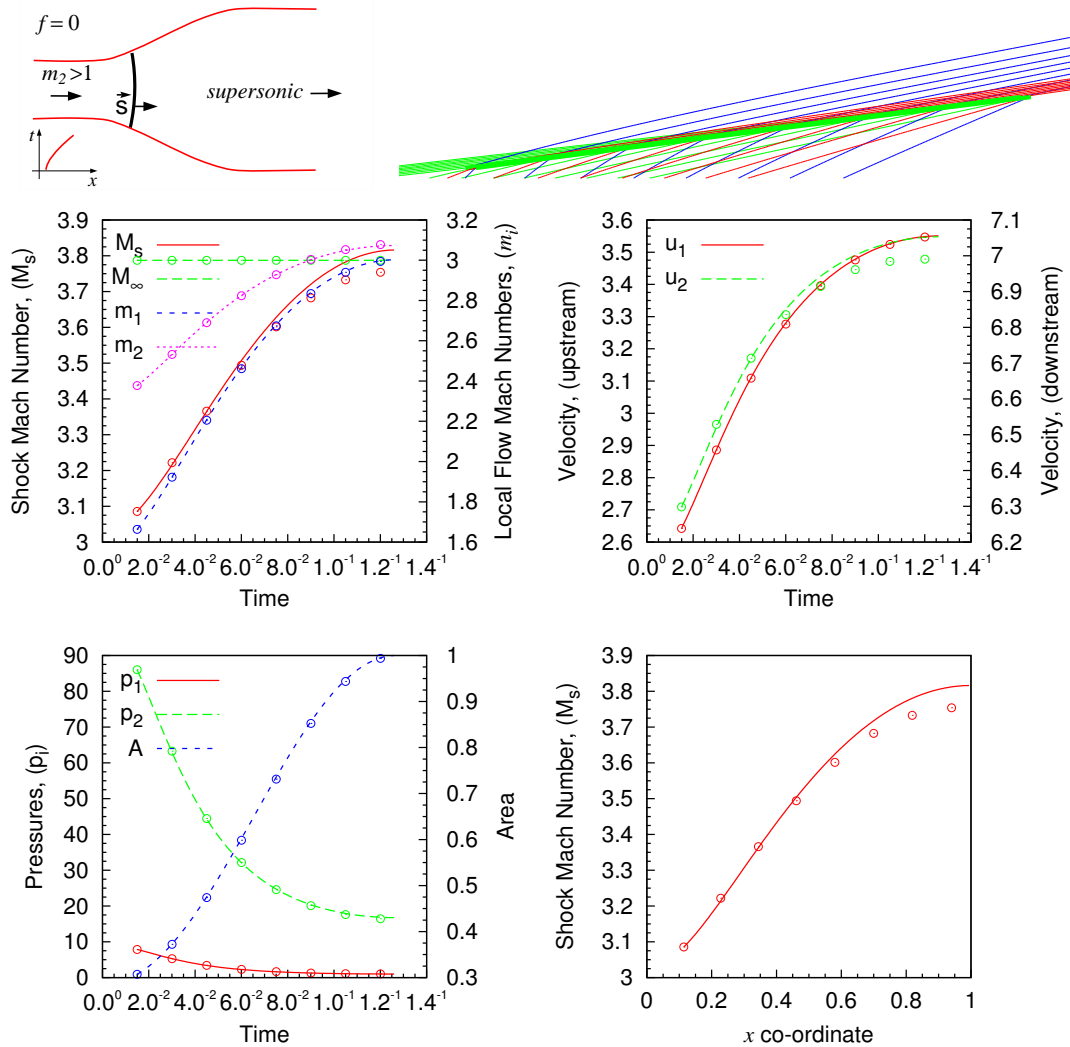 f = 0
m₂>1
s
supersonic
t
x
3.9
3.8
3.7
3.6
3.5
3.4
3.3
3.2
3.1
3
Shock Mach Number, (Mₛ)
Mₛ
M∞
m₁
m₂
3.2
3
2.8
2.6
2.4
2.2
2
1.8
1.6
Local Flow Mach Numbers, (mᵢ)
0.0⁰ 2.0⁻² 4.0⁻² 6.0⁻² 8.0⁻² 1.0⁻¹ 1.2⁻¹ 1.4⁻¹
Time
3.6
3.5
3.4
3.3
3.2
3.1
3
2.9
2.8
2.7
2.6
Velocity, (upstream)
u₁
u₂
7.1
7
6.9
6.8
6.7
6.6
6.5
6.4
6.3
6.2
Velocity, (downstream)
0.0⁰ 2.0⁻² 4.0⁻² 6.0⁻² 8.0⁻² 1.0⁻¹ 1.2⁻¹ 1.4⁻¹
Time
90
80
70
60
50
40
30
20
10
0
Pressures, (pᵢ)
p₁
p₂
A
1
0.9
0.8
0.7
0.6
0.5
0.4
0.3
Area
0.0⁰ 2.0⁻² 4.0⁻² 6.0⁻² 8.0⁻² 1.0⁻¹ 1.2⁻¹ 1.4⁻¹
Time
3.9
3.8
3.7
3.6
3.5
3.4
3.3
3.2
3.1
3
Shock Mach Number, (Mₛ)
0 0.2 0.4 0.6 0.8 1
x co-ordinate